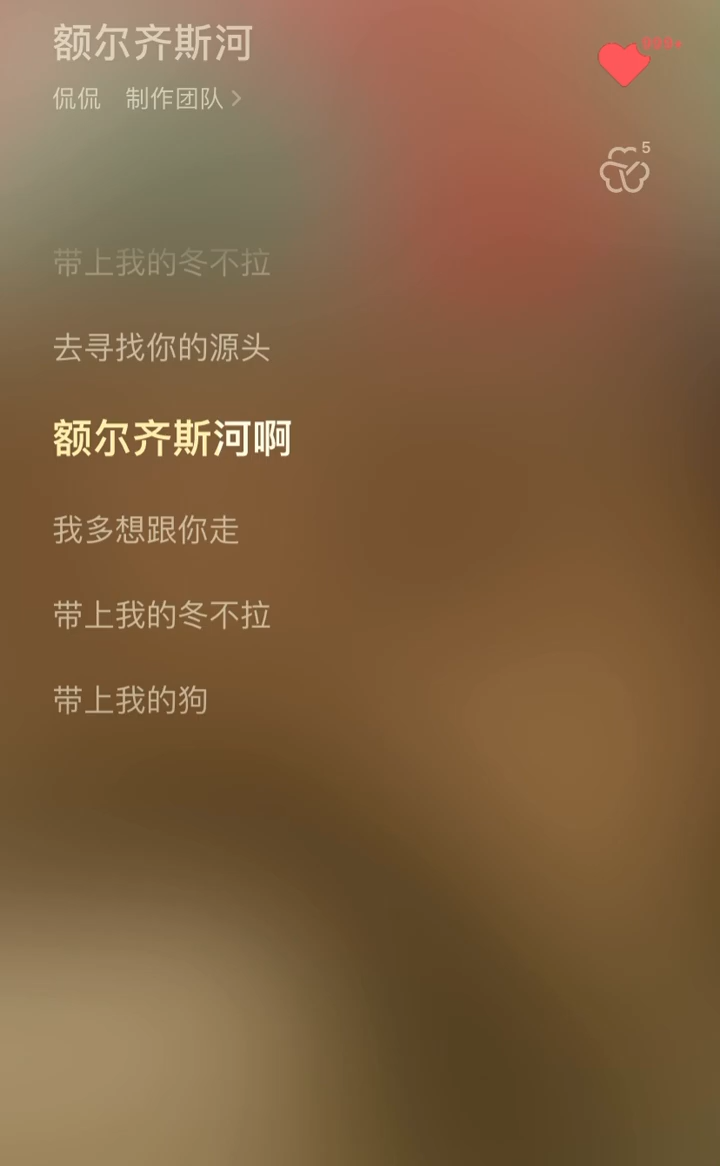 额尔齐斯河
侃侃 制作团队
5
带上我的冬不拉
去寻找你的源头
额尔齐斯河啊
我多想跟你走
带上我的冬不拉
带上我的狗